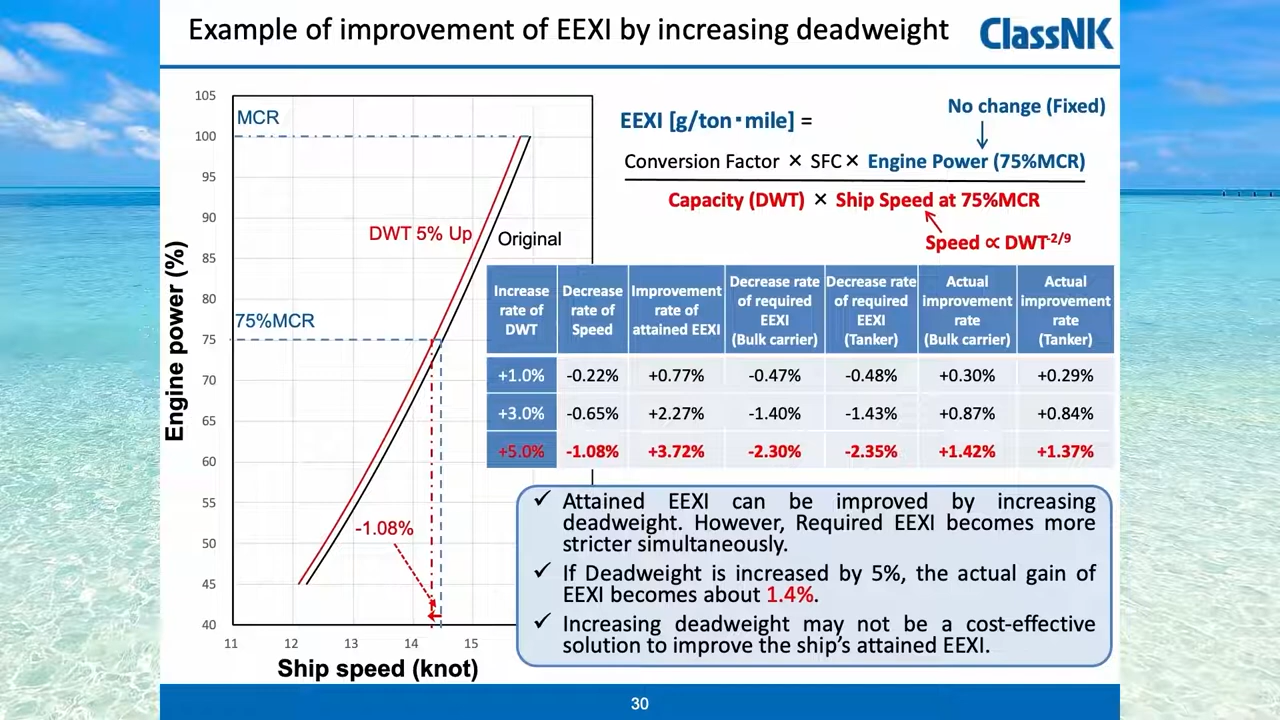 Example of improvement of EEXI by increasing deadweight
ClassNK
105
100
95
90
85
80
75
70
65
60
55
50
45
40
11
12
13
14
15
Engine power (%)
Ship speed (knot)
MCR
DWT 5% Up
Original
75%MCR
-1.08%
No change (Fixed)
EEXI [g/ton・mile] =
Conversion Factor × SFC × Engine Power (75%MCR)
Capacity (DWT) × Ship Speed at 75%MCR
Speed ∝ DWT-2/9
Increase rate of DWT | Decrease rate of Speed | Improvement rate of attained EEXI | Decrease rate of required EEXI (Bulk carrier) | Decrease rate of required EEXI (Tanker) | Actual improvement rate (Bulk carrier) | Actual improvement rate (Tanker)
+1.0% | -0.22% | +0.77% | -0.47% | -0.48% | +0.30% | +0.29%
+3.0% | -0.65% | +2.27% | -1.40% | -1.43% | +0.87% | +0.84%
+5.0% | -1.08% | +3.72% | -2.30% | -2.35% | +1.42% | +1.37%
✓ Attained EEXI can be improved by increasing
deadweight. However, Required EEXI becomes more
stricter simultaneously.
✓ If Deadweight is increased by 5%, the actual gain of
EEXI becomes about 1.4%.
✓ Increasing deadweight may not be a cost-effective
solution to improve the ship's attained EEXI.
30